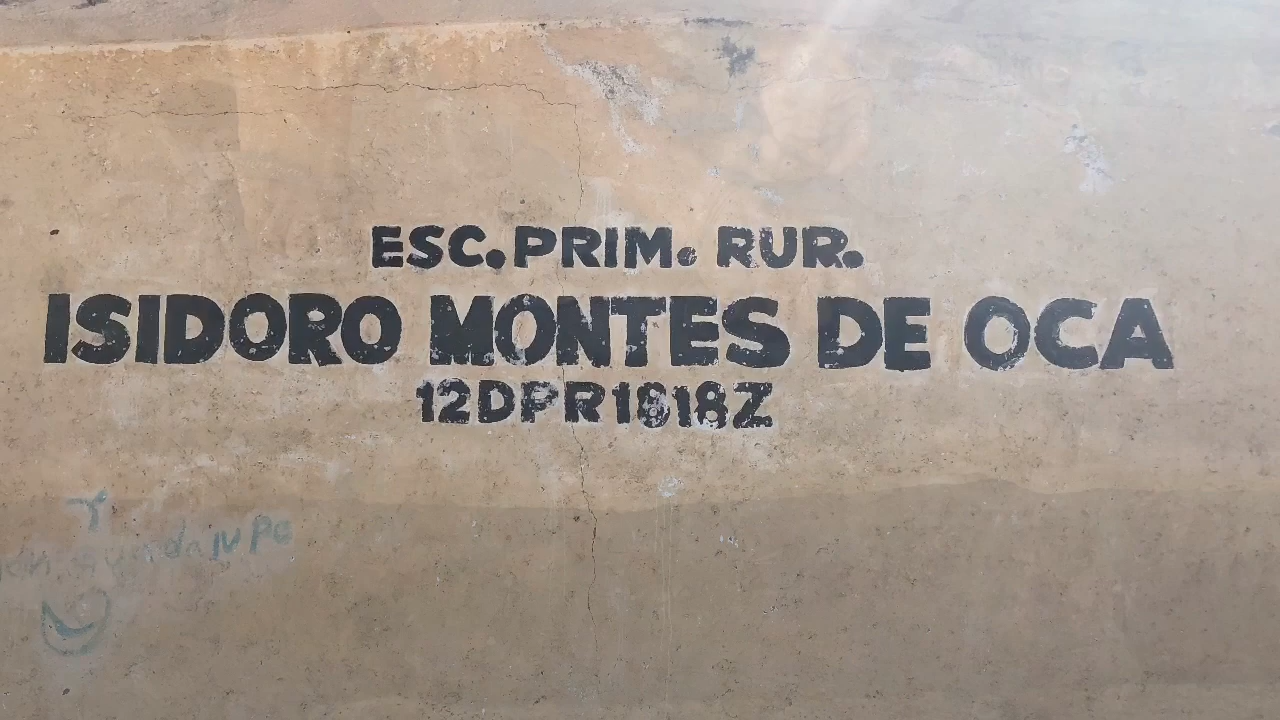 ESC. PRIM. RUR.
ISIDORO MONTES DE OCA
12DPR1818Z